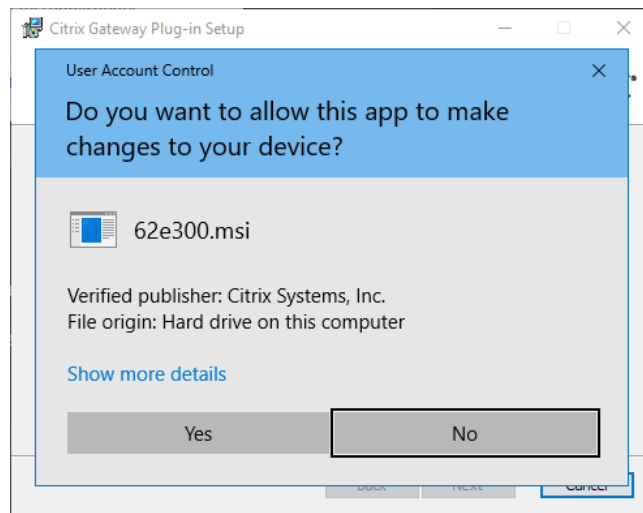 Citrix Gateway Plug-in Setup
User Account Control
Do you want to allow this app to make
changes to your device?
62e300.msi
Verified publisher: Citrix Systems, Inc.
File origin: Hard drive on this computer
Show more details
Yes
No
Back
Next
Cancel